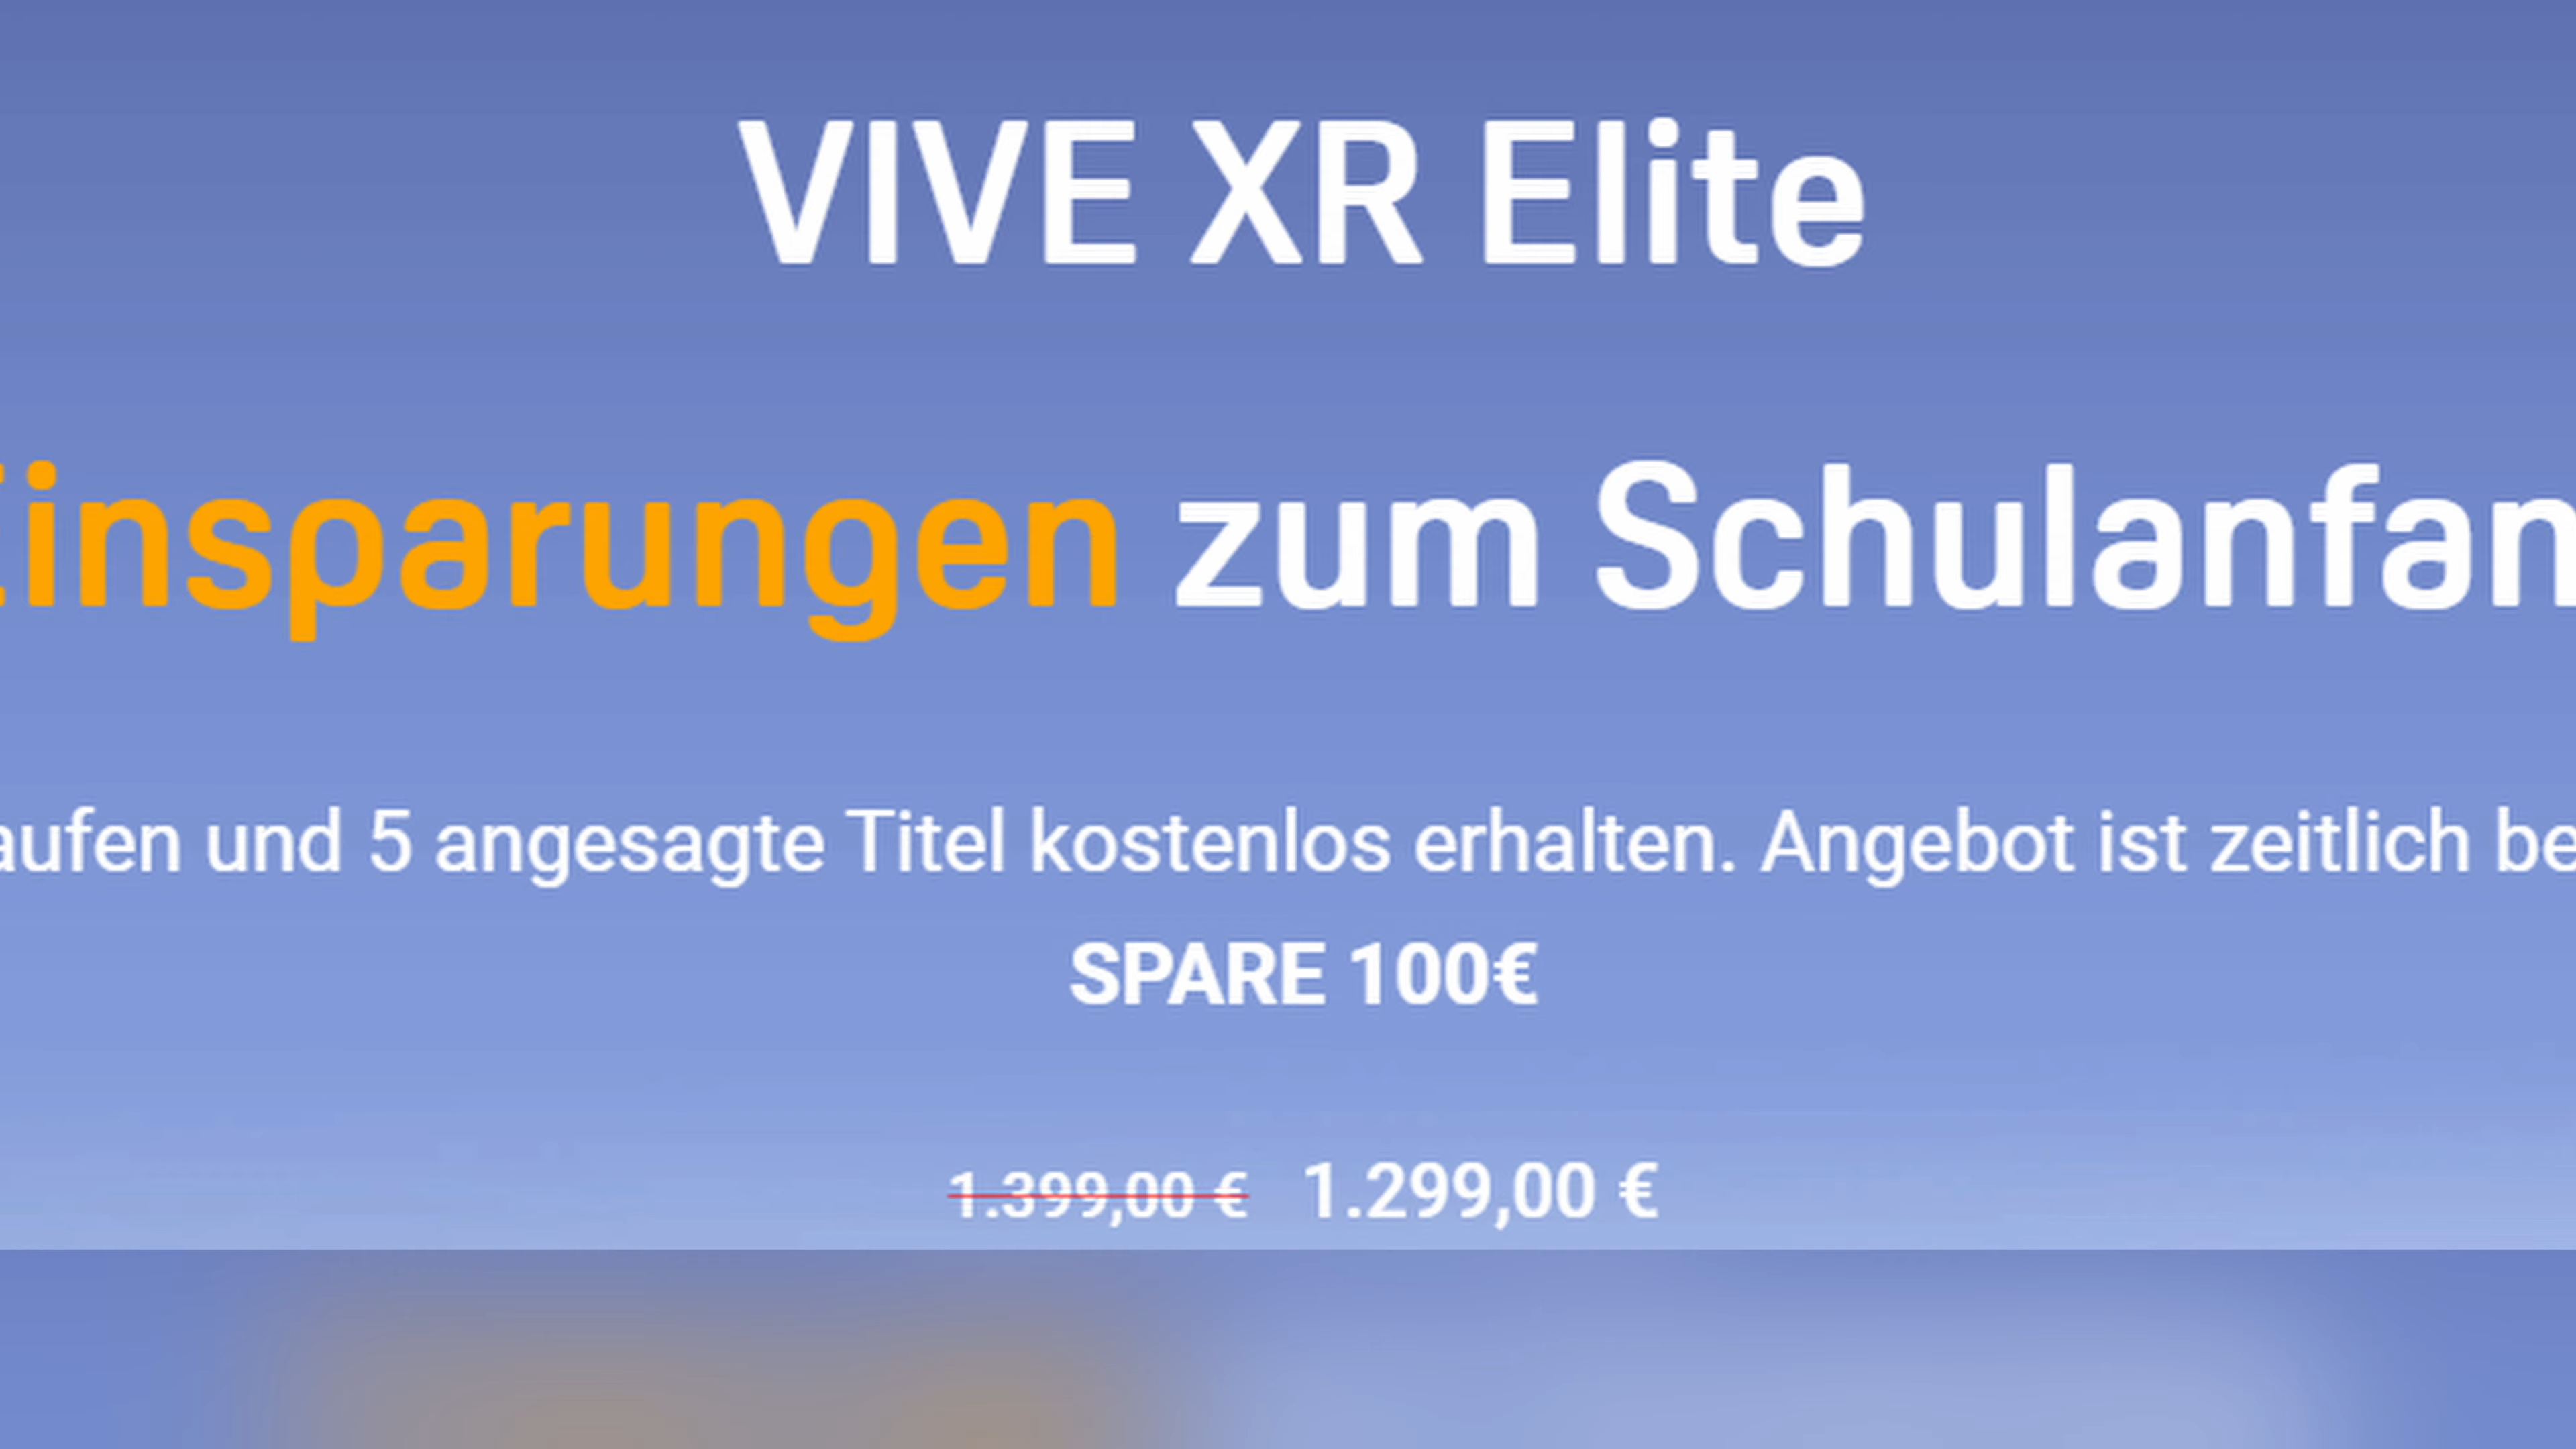 VIVE XR Elite
Einsparungen zum Schulanfan
aufen und 5 angesagte Titel kostenlos erhalten. Angebot ist zeitlich be
SPARE 100€
1.399,00 € 1.299,00 €